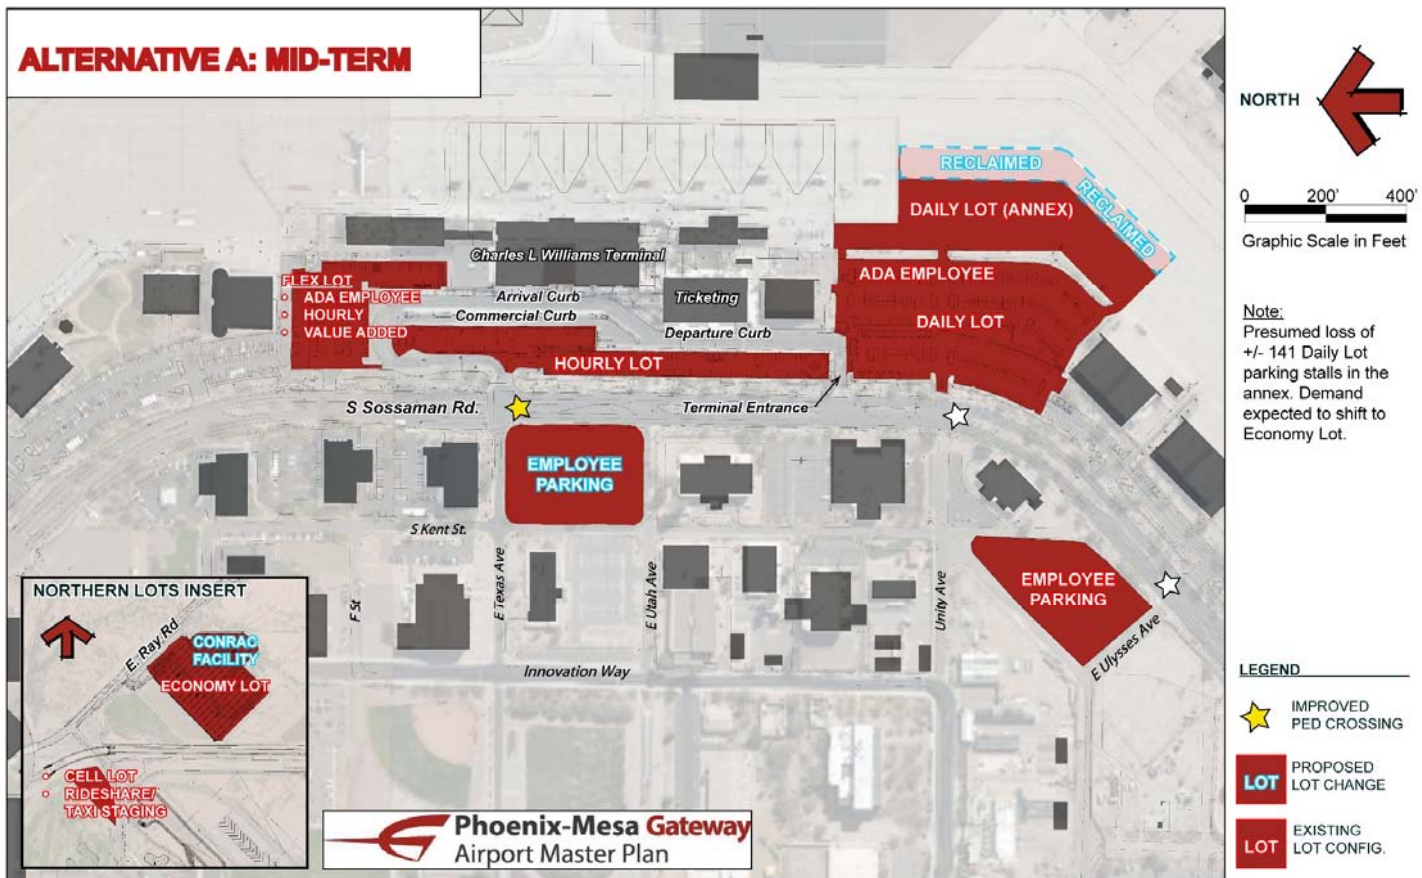 ALTERNATIVE A: MID-TERM
RECLAIMED
RECLAIMED
DAILY LOT (ANNEX)
ADA EMPLOYEE
DAILY LOT
Charles L Williams Terminal
FLEX LOT
ADA EMPLOYEE
HOURLY
VALUE ADDED
Arrival Curb
Commercial Curb
Ticketing
Departure Curb
HOURLY LOT
S Sossaman Rd.
Terminal Entrance
EMPLOYEE
PARKING
S Kent St.
F St
E Texas Ave
E Utah Ave
Unity Ave
EMPLOYEE
PARKING
E Ulysses Ave
Innovation Way
NORTHERN LOTS INSERT
E. Ray Rd
CONRAC
FACILITY
ECONOMY LOT
CELL LOT
RIDESHARE/
TAXI STAGING
Phoenix-Mesa Gateway
Airport Master Plan
NORTH
0 200' 400'
Graphic Scale in Feet
Note:
Presumed loss of
+/- 141 Daily Lot
parking stalls in the
annex. Demand
expected to shift to
Economy Lot.
LEGEND
IMPROVED
PED CROSSING
LOT
PROPOSED
LOT CHANGE
LOT
EXISTING
LOT CONFIG.